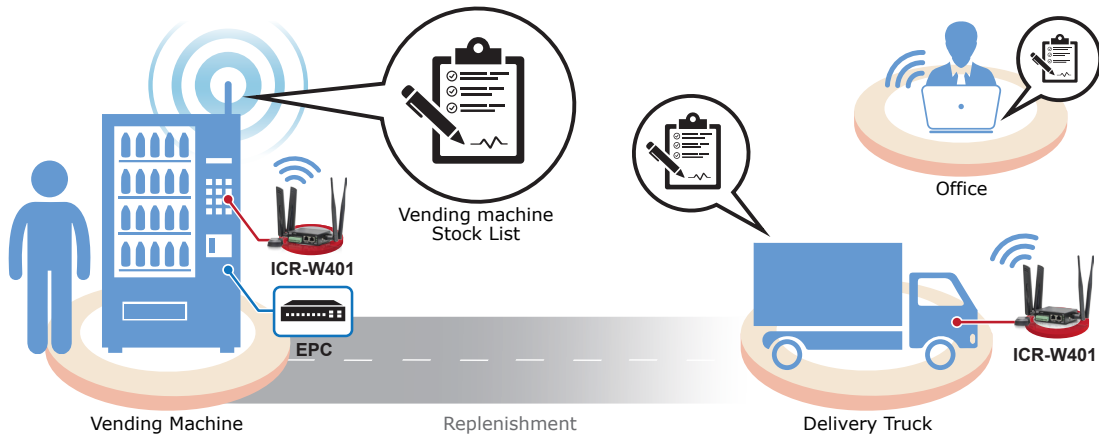 Vending machine
Stock List
Office
ICR-W401
EPC
ICR-W401
Vending Machine
Replenishment
Delivery Truck